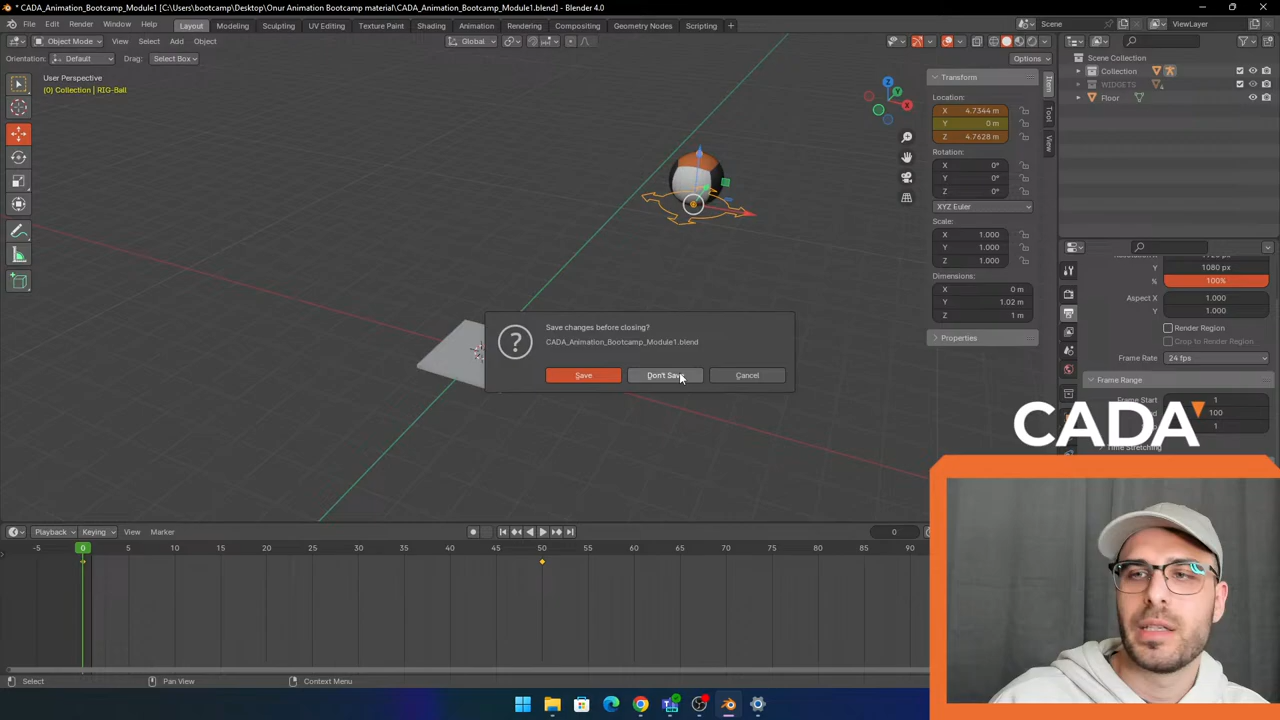 * CADA_Animation_Bootcamp_Module1 [C:\Users\bootcamp\Desktop\Onur Animation Bootcamp material\CADA_Animation_Bootcamp_Module1.blend] - Blender 4.0
File Edit Render Window Help Layout Modeling Sculpting UV Editing Texture Paint Shading Animation Rendering Compositing Geometry Nodes Scripting + Scene ViewLayer
Object Mode View Select Add Object Global
Orientation: Default Drag: Select Box Options
User Perspective
(0) Collection | RIG-Ball
X
Y
Z
Transform
Location:
X 4.7344 m
Y 0 m
Z 4.7628 m
Rotation:
X 0°
Y 0°
Z 0°
XYZ Euler
Scale:
X 1.000
Y 1.000
Z 1.000
Dimensions:
X 0 m
Y 1.02 m
Z 1 m
Properties
Item
Tool
View
Scene Collection
Collection
WIDGETS
Floor
Y 1080 px
% 100%
Aspect X 1.000
Y 1.000
Render Region
Crop to Render Region
Frame Rate 24 fps
Frame Range
Frame Start 1
100
1
Time Stretching
Save changes before closing?
CADA_Animation_Bootcamp_Module1.blend
Save Don't Save Cancel
CADA
Playback Keying View Marker 0
-5 0 5 10 15 20 25 30 35 40 45 50 55 60 65 70 75 80 85 90
Select Pan View Context Menu